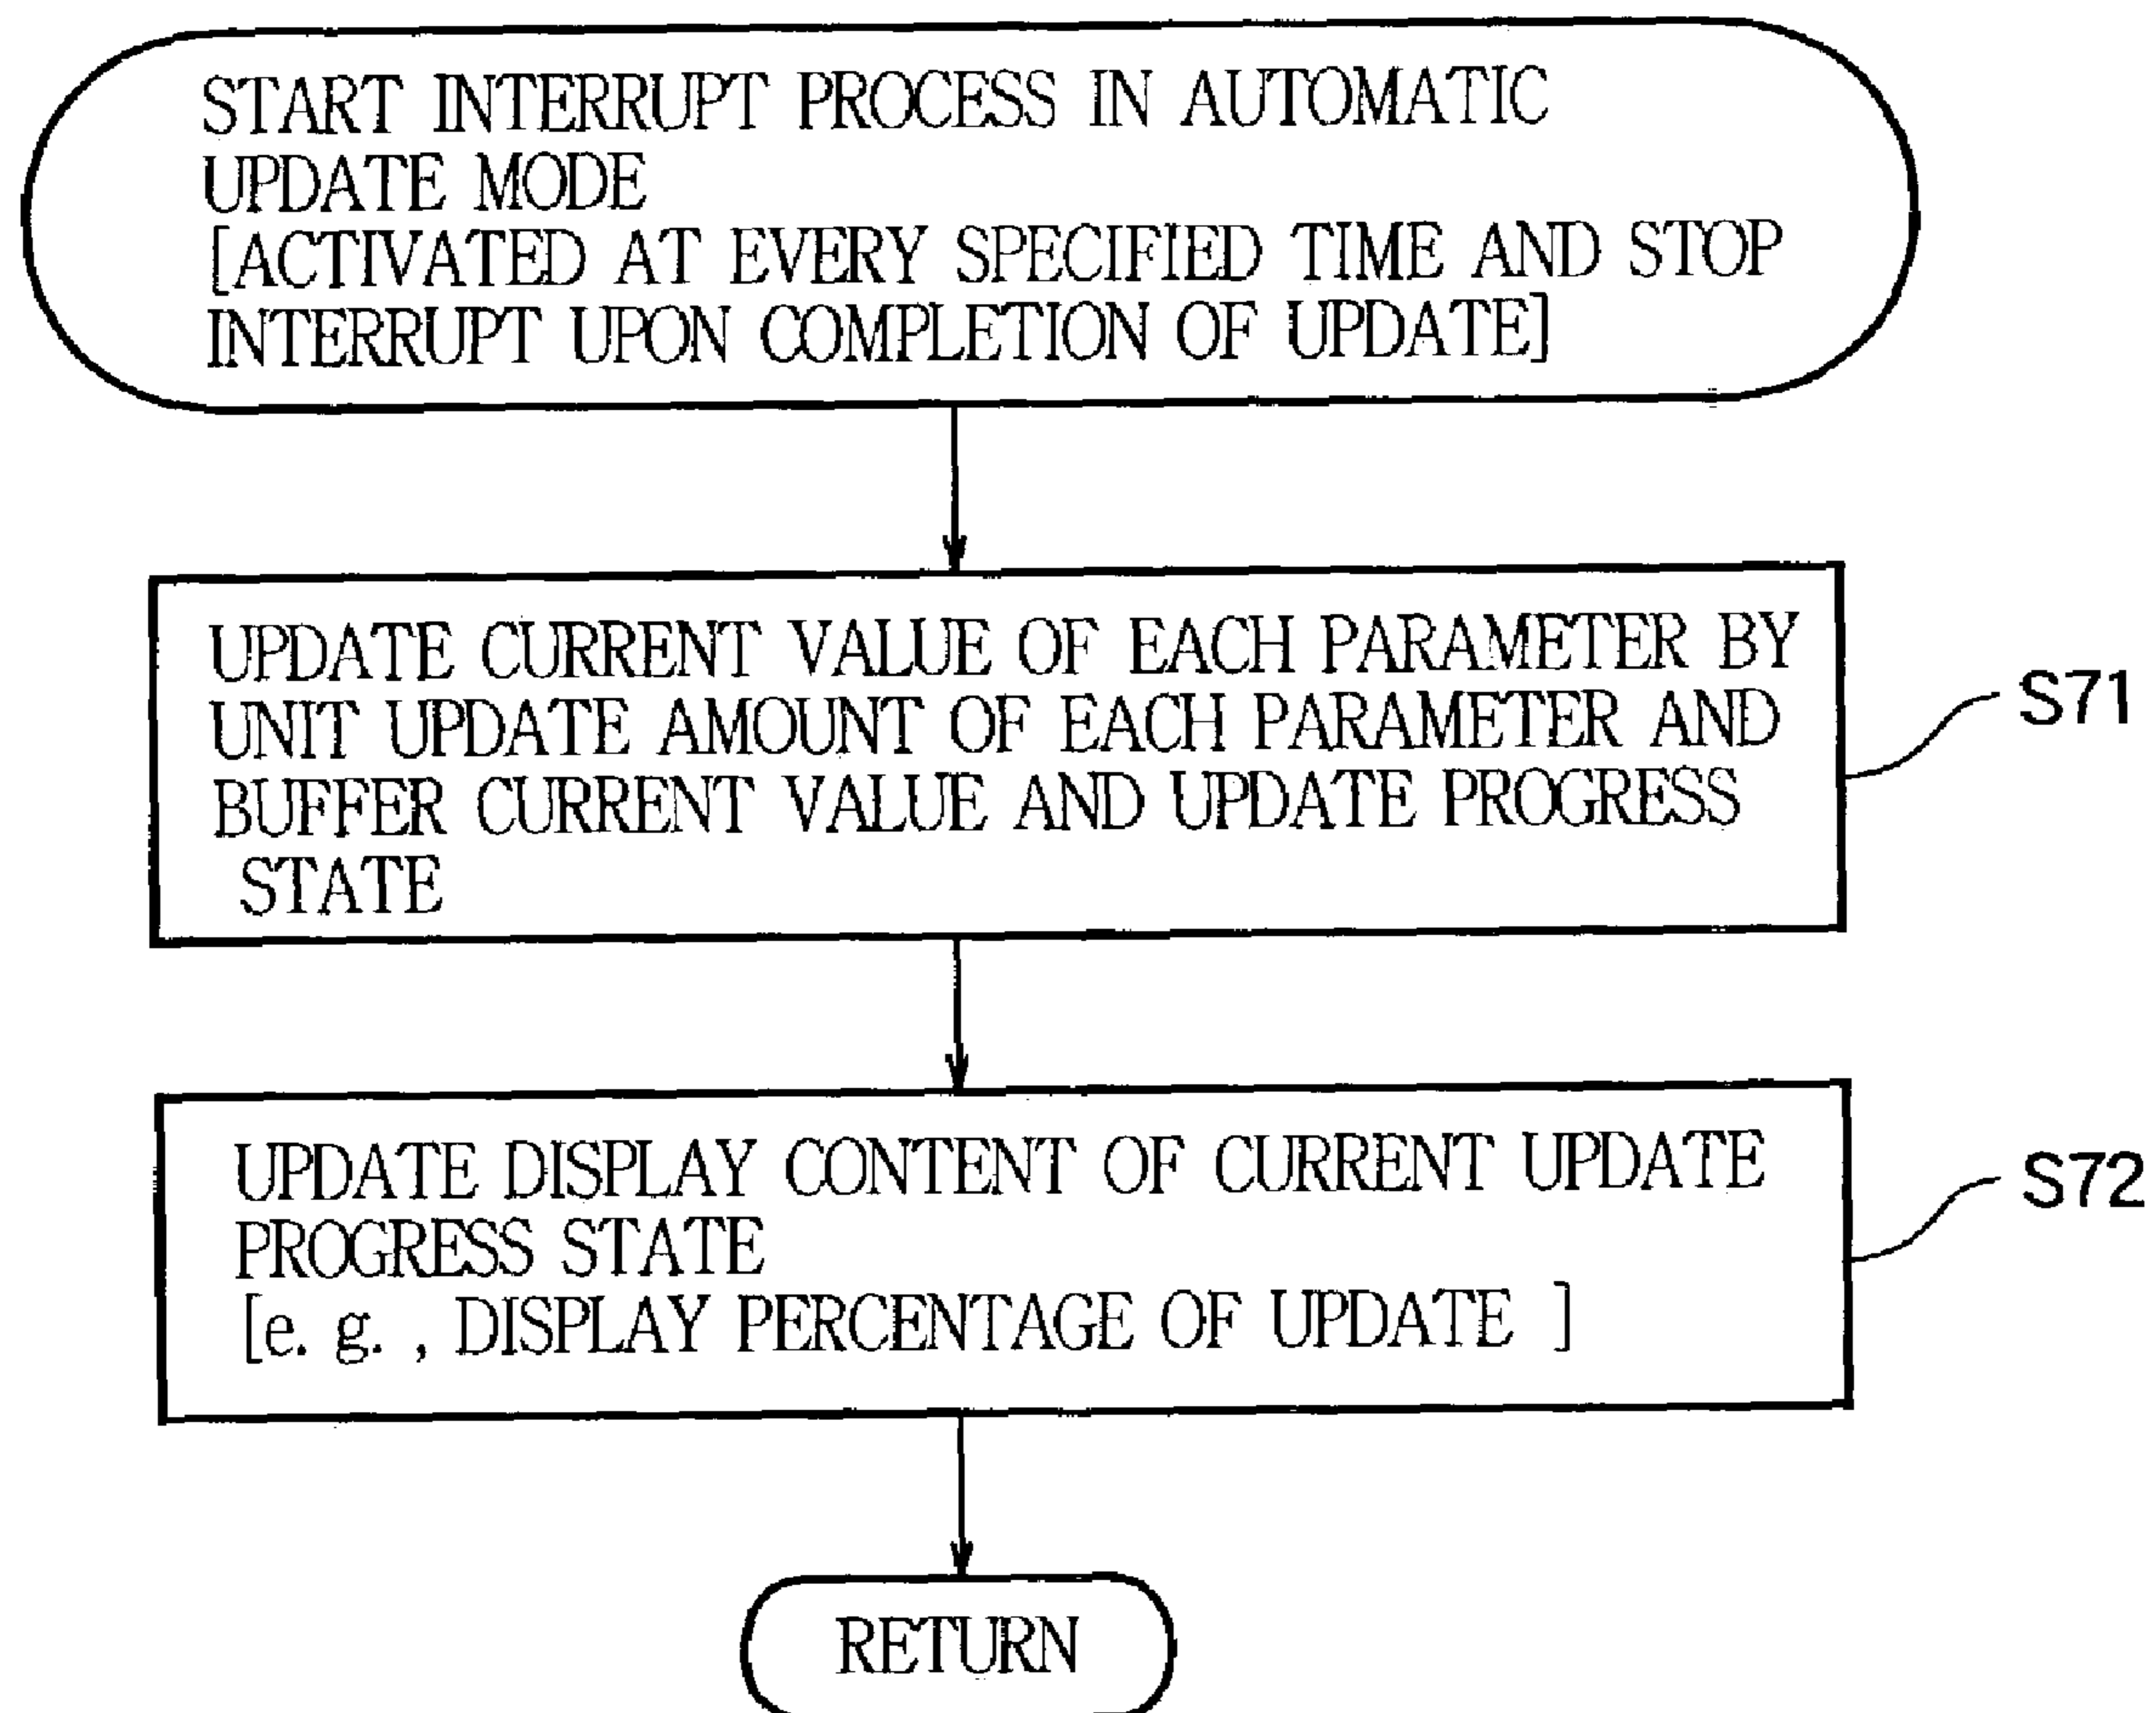 START INTERRUPT PROCESS IN AUTOMATIC
UPDATE MODE
[ACTIVATED AT EVERY SPECIFIED TIME AND STOP
INTERRUPT UPON COMPLETION OF UPDATE]
UPDATE CURRENT VALUE OF EACH PARAMETER BY
UNIT UPDATE AMOUNT OF EACH PARAMETER AND
BUFFER CURRENT VALUE AND UPDATE PROGRESS
STATE
S71
UPDATE DISPLAY CONTENT OF CURRENT UPDATE
PROGRESS STATE
[e. g. , DISPLAY PERCENTAGE OF UPDATE ]
S72
RETURN